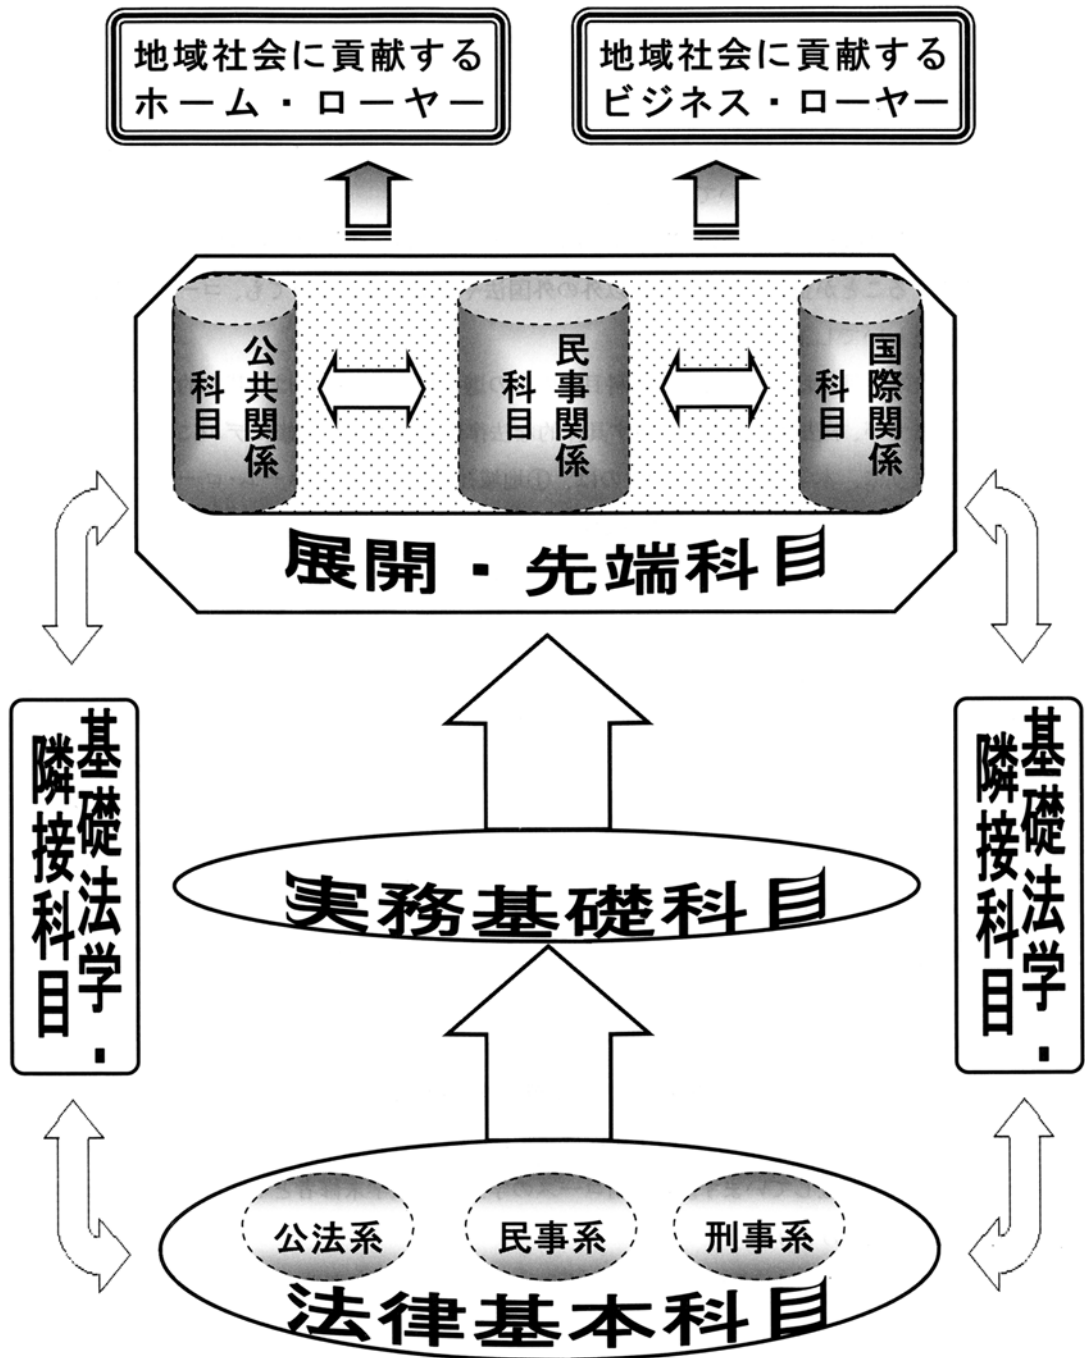 地域社会に貢献する
ホーム・ローヤー
地域社会に貢献する
ビジネス・ローヤー
公共関係
科目
民事関係
科目
国際関係
科目
展開・先端科目
基礎法学・
隣接科目
基礎法学・
隣接科目
実務基礎科目
公法系
民事系
刑事系
法律基本科目